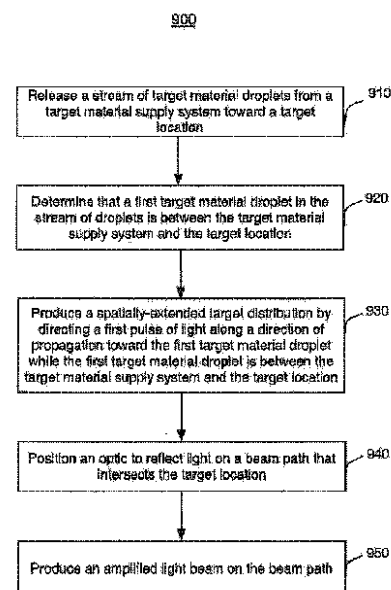 900
Release a stream of target material droplets from a
target material supply system toward a target
location
910
Determine that a first target material droplet in the
stream of droplets is between the target material
supply system and the target location
920
Produce a spatially-extended target distribution by
directing a first pulse of light along a direction of
propagation toward the first target material droplet
while the first target material droplet is between the
target material supply system and the target location
930
Position an optic to reflect light on a beam path that
intersects the target location
940
Produce an amplified light beam on the beam path
950